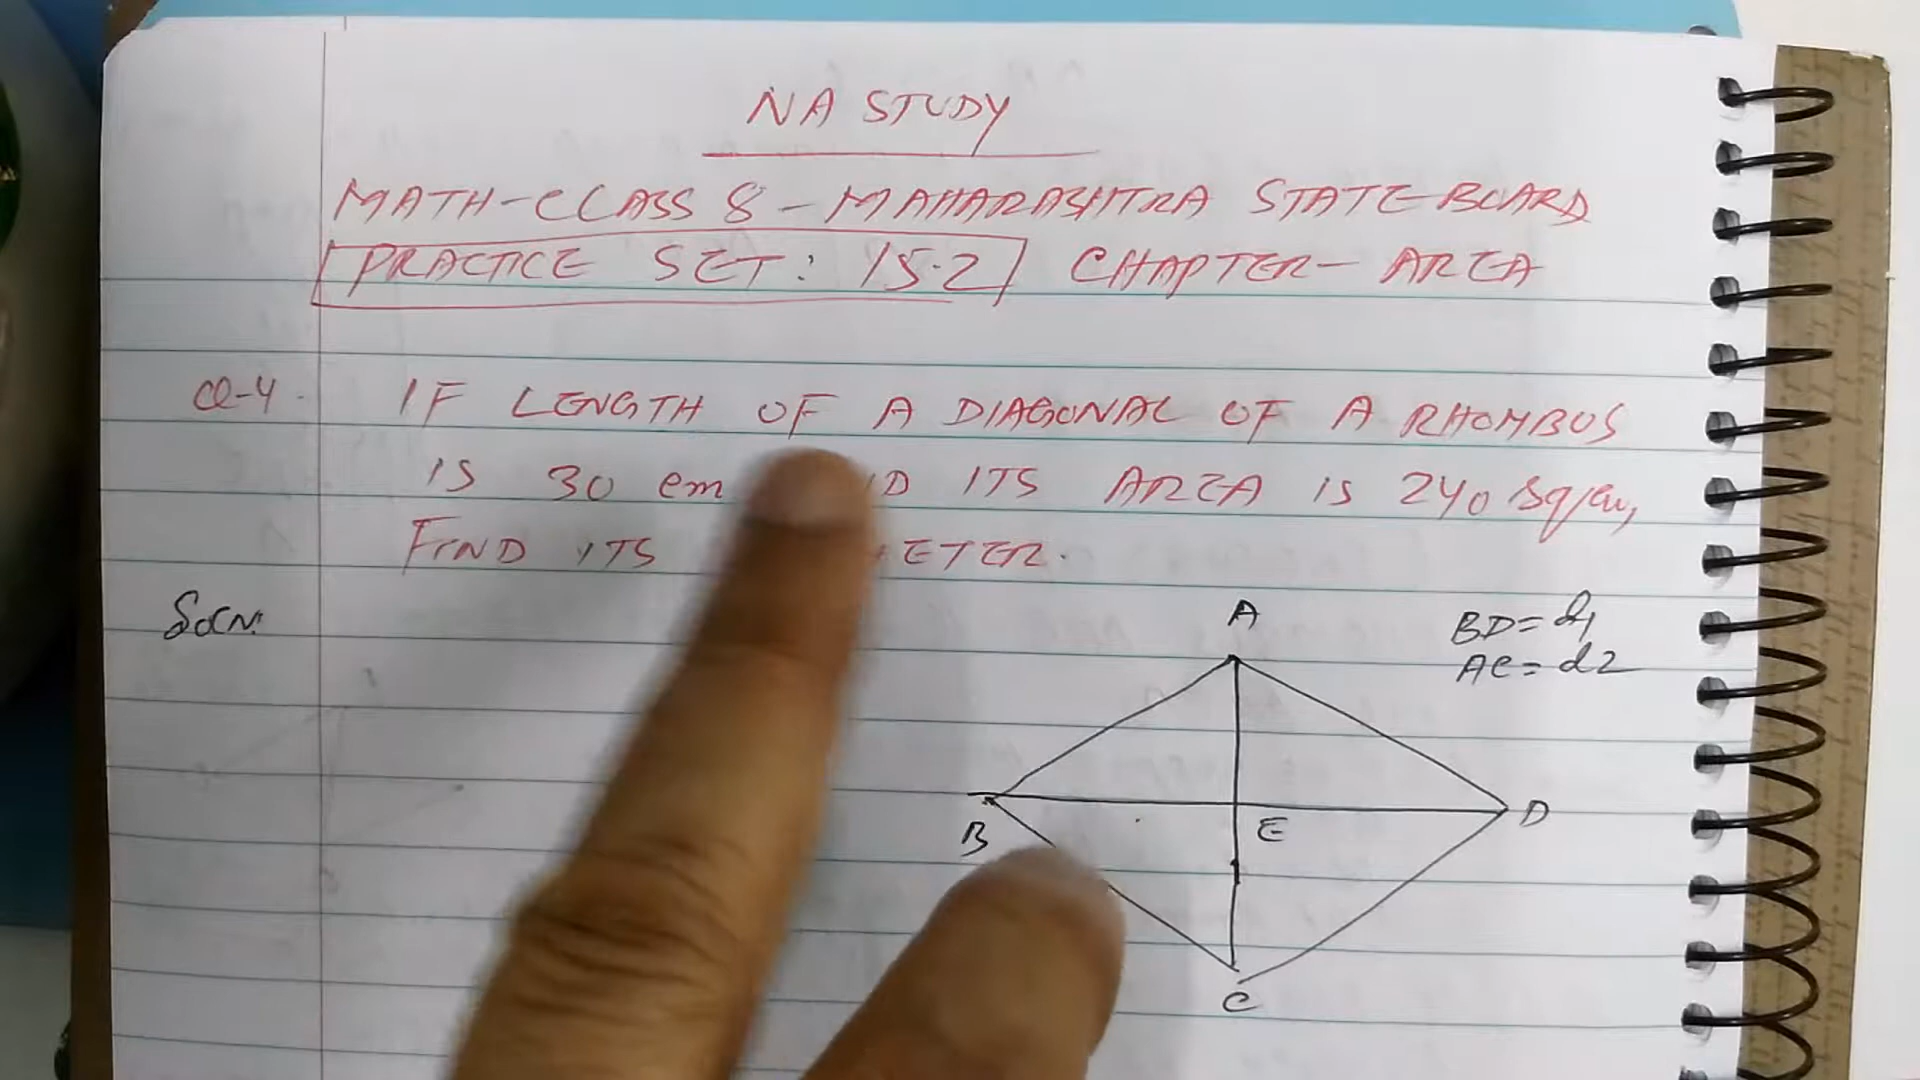 NA STUDY
MATH-CLASS 8 - MAHARASHTRA STATE BOARD
PRACTICE SET: 15.2 CHAPTER- AREA
Q-4. IF LENGTH OF A DIAGONAL OF A RHOMBUS
IS 30 cm ITS AREA IS 240 sq/cm,
FIND ITS
SOLN:
A
BD=d1
AC=d2
B
E
D
C